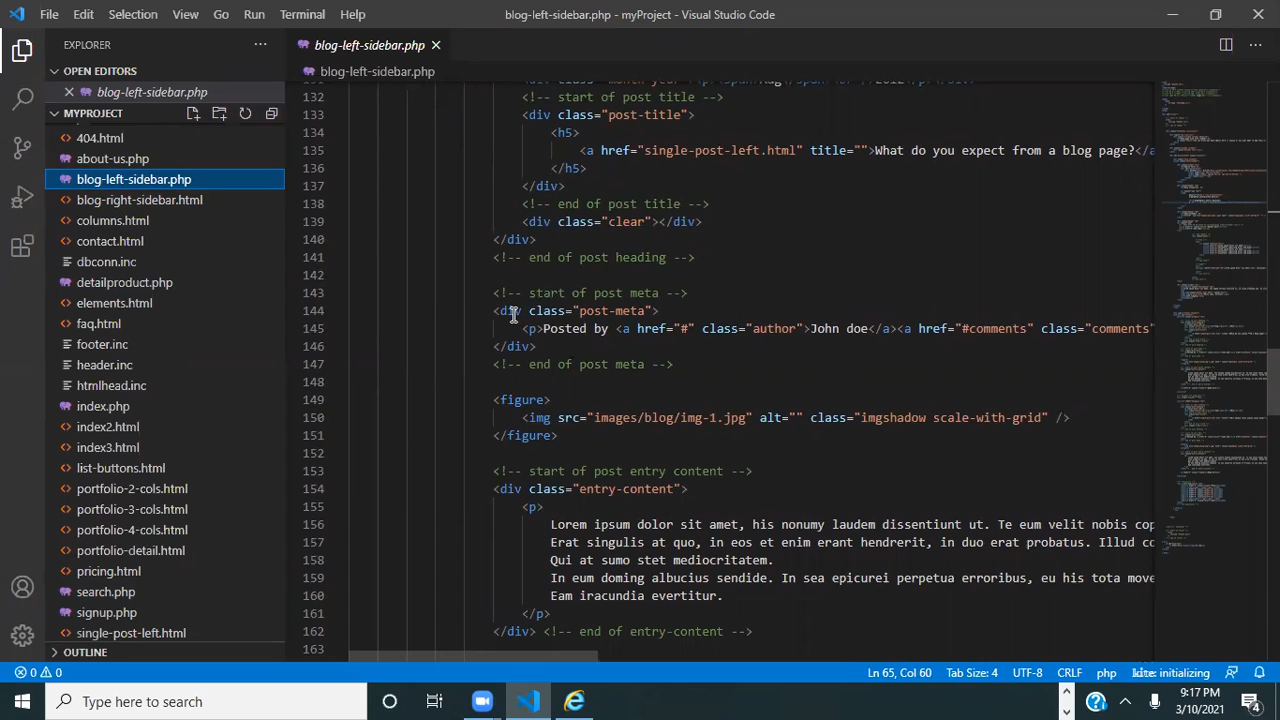 File Edit Selection View Go Run Terminal Help
blog-left-sidebar.php - myProject - Visual Studio Code
EXPLORER
OPEN EDITORS
blog-left-sidebar.php
MYPROJECT
404.html
about-us.php
blog-left-sidebar.php
blog-right-sidebar.html
columns.html
contact.html
dbconn.inc
detailproduct.php
elements.html
faq.html
footer.inc
header.inc
htmlhead.inc
index.php
index2.html
index3.html
list-buttons.html
portfolio-2-cols.html
portfolio-3-cols.html
portfolio-4-cols.html
portfolio-detail.html
pricing.html
search.php
signup.php
single-post-left.html
OUTLINE
blog-left-sidebar.php
blog-left-sidebar.php
132 <!-- start of post title -->
133 <div class="post-title">
134 <h5>
135 <a href="single-post-left.html" title="">What do you expect from a blog page?</a
136 </h5>
137 </div>
138 <!-- end of post title -->
139 <div class="clear"></div>
140 </div>
141 <!-- end of post heading -->
142
143 <!-- start of post meta -->
144 <div class="post-meta">
145 <p>Posted by <a href="#" class="author">John doe</a><a href="#comments" class="comments"
146 </div>
147 <!-- end of post meta -->
148
149 <figure>
150 <img src="images/blog/img-1.jpg" alt="" class="imgshadow scale-with-grid" />
151 </figure>
152
153 <!-- start of post entry content -->
154 <div class="entry-content">
155 <p>
156 Lorem ipsum dolor sit amet, his nonumy laudem dissentiunt ut. Te eum velit nobis cop
157 Erat singulis at quo, in eos et enim erant hendrerit, in duo erat probatus. Illud co
158 Qui at sumo stet mediocritatem.
159 In eum doming albucius sendide. In sea epicurei perpetua erroribus, eu his tota move
160 Eam iracundia evertitur.
161 </p>
162 </div> <!-- end of entry-content -->
163
0 0
Ln 65, Col 60 Tab Size: 4 UTF-8 CRLF php initializing
Type here to search
9:17 PM
3/10/2021
4